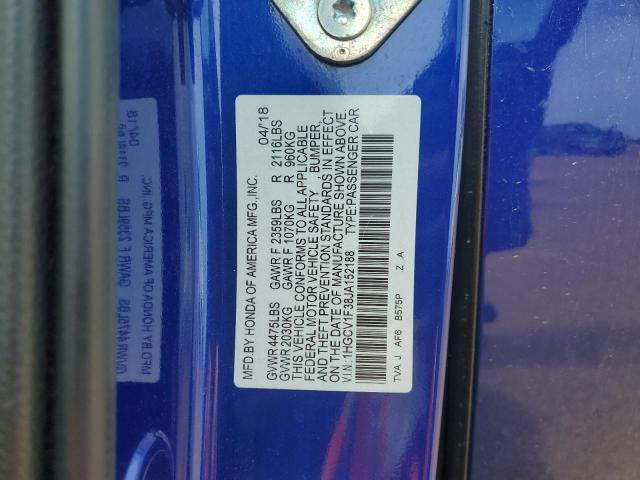 MFD.BY HONDA OF AMERICA MFG.,INC. 04/'18
GVWR 4475LBS GAWR F 2359LBS R 2116LBS
GVWR 2030KG GAWR F 1070KG R 960KG
THIS VEHICLE CONFORMS TO ALL APPLICABLE
FEDERAL MOTOR VEHICLE SAFETY , BUMPER,
AND THEFT PREVENTION STANDARDS IN EFFECT
ON THE DATE OF MANUFACTURE SHOWN ABOVE.
V.I.N.:1HGCV1F38JA152188 TYPE:PASSENGER CAR
TVA J AF6 B575P Z A